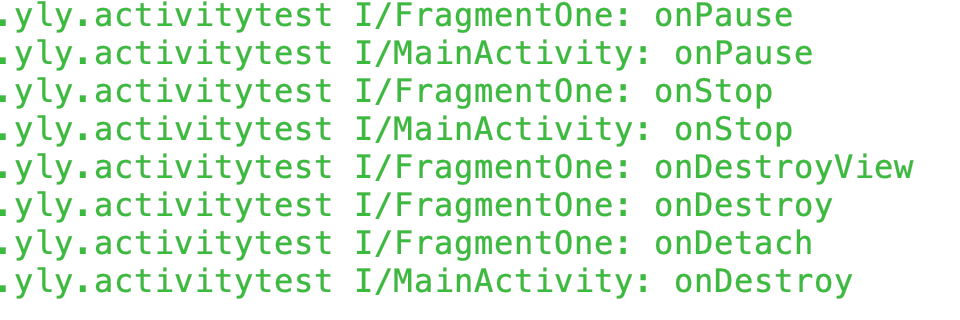 .yly.activitytest I/FragmentOne: onPause
.yly.activitytest I/MainActivity: onPause
.yly.activitytest I/FragmentOne: onStop
.yly.activitytest I/MainActivity: onStop
.yly.activitytest I/FragmentOne: onDestroyView
.yly.activitytest I/FragmentOne: onDestroy
.yly.activitytest I/FragmentOne: onDetach
.yly.activitytest I/MainActivity: onDestroy